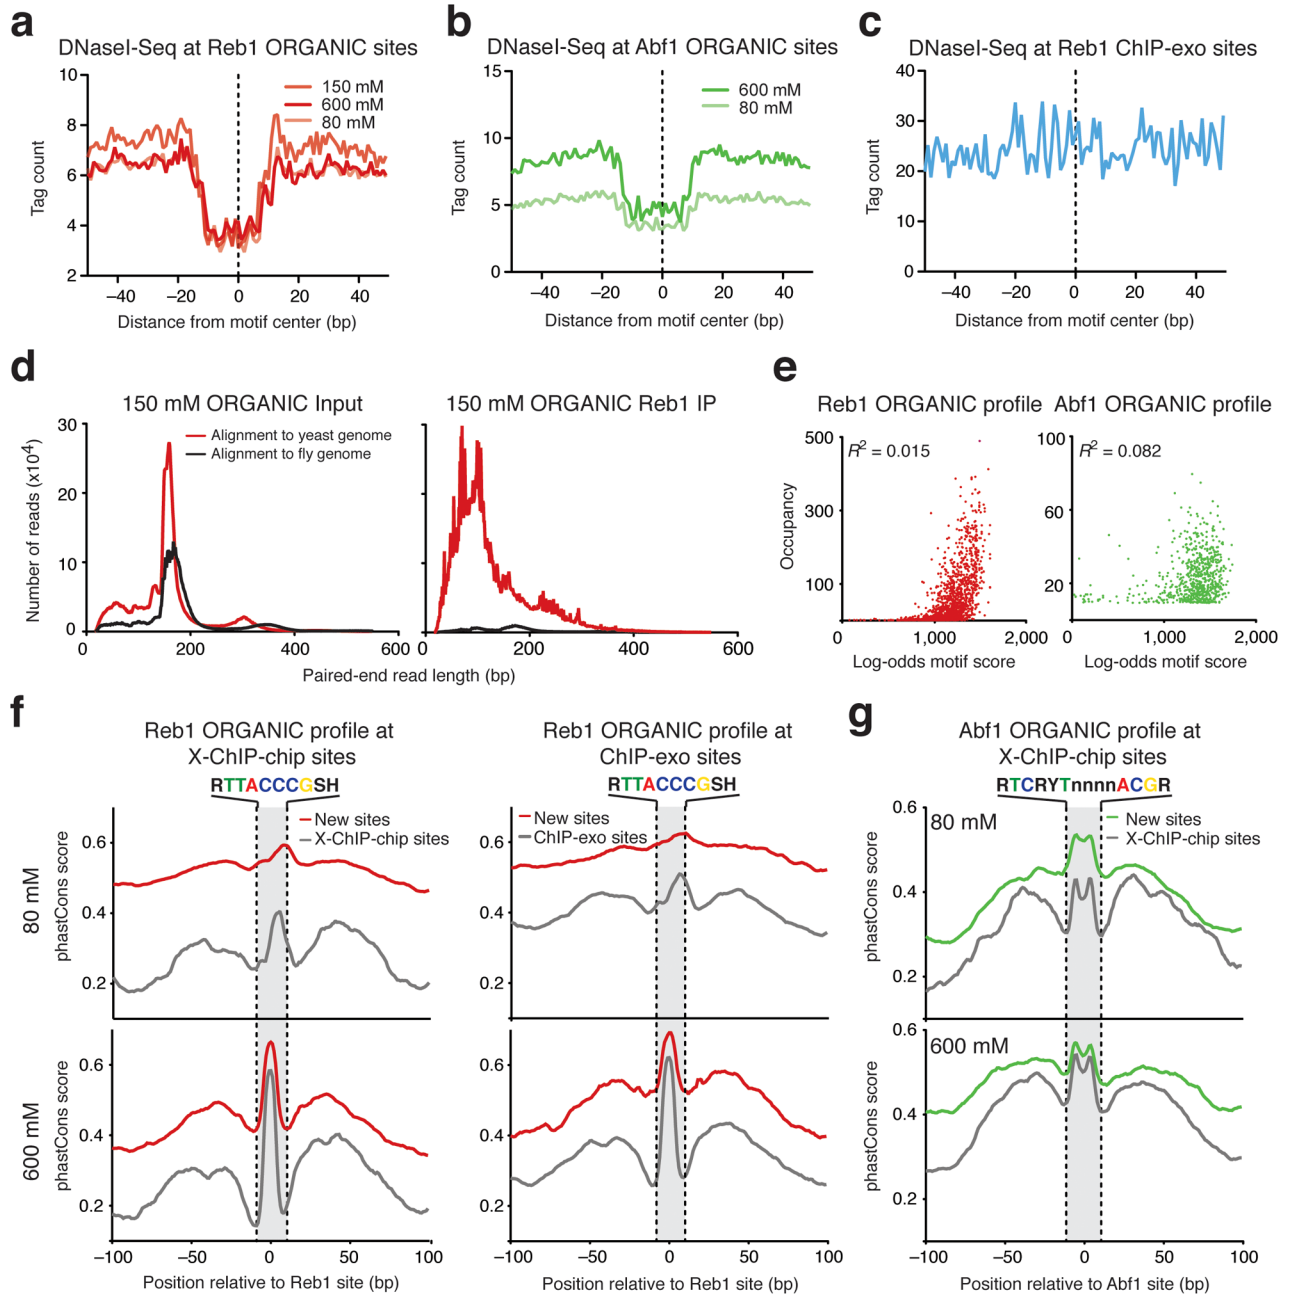 a
DNaseI-Seq at Reb1 ORGANIC sites
10
8
6
4
2
Tag count
150 mM
600 mM
80 mM
–40
–20
0
20
40
Distance from motif center (bp)
b
DNaseI-Seq at Abf1 ORGANIC sites
15
10
5
0
Tag count
600 mM
80 mM
–40
–20
0
20
40
Distance from motif center (bp)
c
DNaseI-Seq at Reb1 ChIP-exo sites
40
30
20
10
0
Tag count
–40
–20
0
20
40
Distance from motif center (bp)
d
150 mM ORGANIC Input
30
20
10
0
Number of reads (x10⁴)
Alignment to yeast genome
Alignment to fly genome
0
200
400
600
150 mM ORGANIC Reb1 IP
0
200
400
600
Paired-end read length (bp)
e
Reb1 ORGANIC profile
R² = 0.015
500
300
100
Occupancy
0
1,000
2,000
Log-odds motif score
Abf1 ORGANIC profile
R² = 0.082
100
60
20
0
1,000
2,000
Log-odds motif score
f
Reb1 ORGANIC profile at
X-ChIP-chip sites
RTTACCCGSH
New sites
X-ChIP-chip sites
80 mM
phastCons score
0.6
0.4
0.2
600 mM
phastCons score
0.6
0.4
0.2
–100
–50
0
50
100
Position relative to Reb1 site (bp)
Reb1 ORGANIC profile at
ChIP-exo sites
RTTACCCGSH
New sites
ChIP-exo sites
0.6
0.4
0.2
0.6
0.4
0.2
–100
–50
0
50
100
Position relative to Reb1 site (bp)
g
Abf1 ORGANIC profile at
X-ChIP-chip sites
RTCRYTnnnnACGR
80 mM
New sites
X-ChIP-chip sites
phastCons score
0.6
0.4
0.2
600 mM
phastCons score
0.6
0.4
0.2
–100
–50
0
50
100
Position relative to Abf1 site (bp)